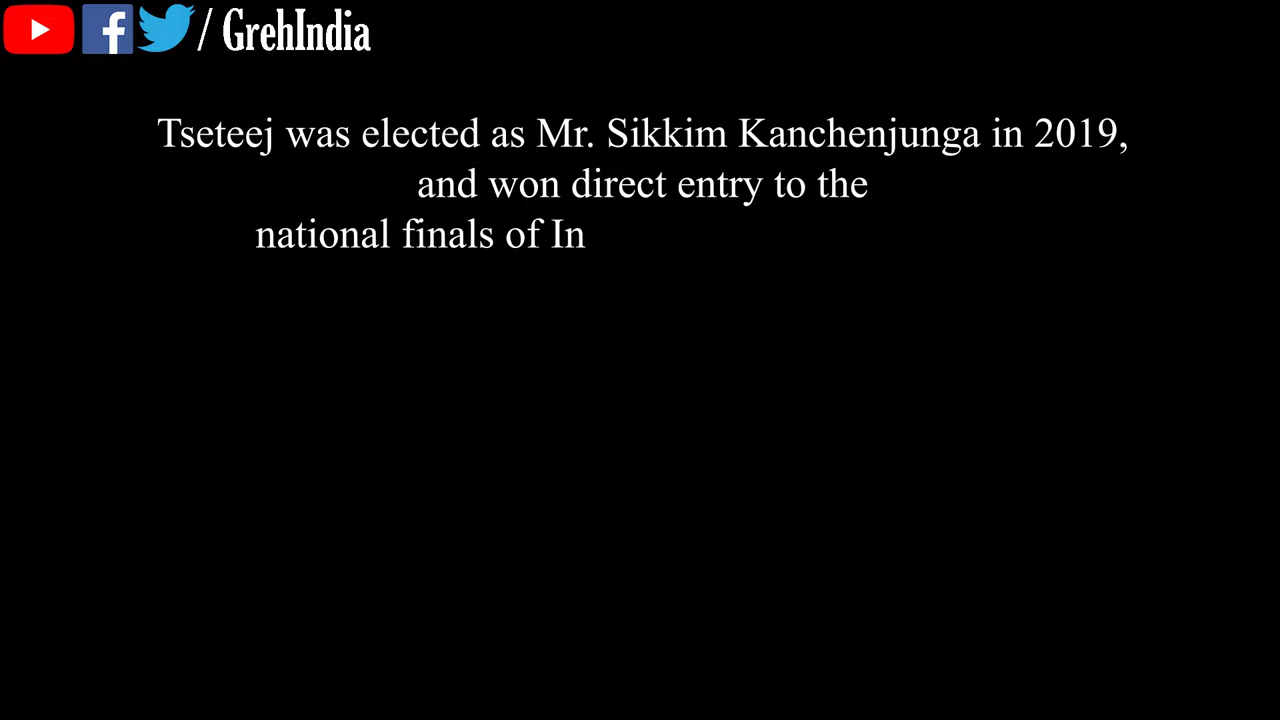 / GrehIndia
Tseteej was elected as Mr. Sikkim Kanchenjunga in 2019,
and won direct entry to the
national finals of In